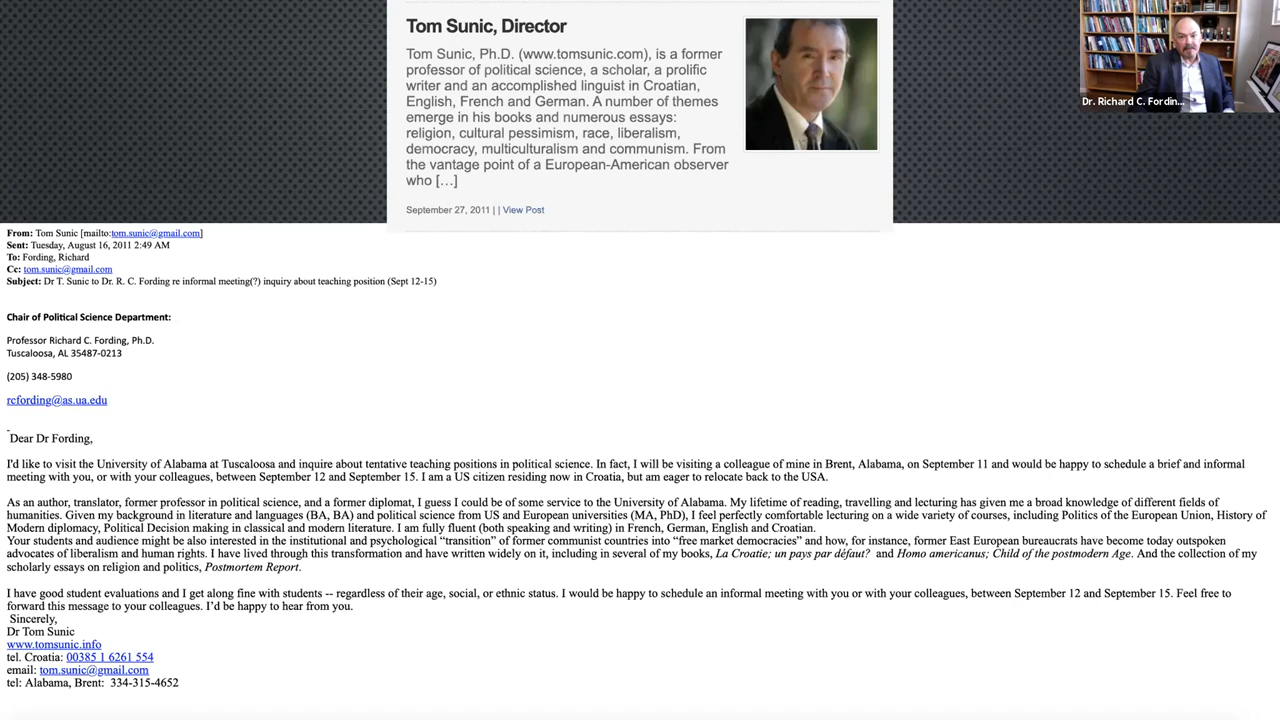 Tom Sunic, Director
Tom Sunic, Ph.D. (www.tomsunic.com), is a former
professor of political science, a scholar, a prolific
writer and an accomplished linguist in Croatian,
English, French and German. A number of themes
emerge in his books and numerous essays:
religion, cultural pessimism, race, liberalism,
democracy, multiculturalism and communism. From
the vantage point of a European-American observer
who […]
September 27, 2011 | | View Post
Dr. Richard C. Fordin...
From: Tom Sunic [mailto:tom.sunic@gmail.com]
Sent: Tuesday, August 16, 2011 2:49 AM
To: Fording, Richard
Cc: tom.sunic@gmail.com
Subject: Dr T. Sunic to Dr. R. C. Fording re informal meeting(?) inquiry about teaching position (Sept 12-15)
Chair of Political Science Department:
Professor Richard C. Fording, Ph.D.
Tuscaloosa, AL 35487-0213
(205) 348-5980
rcfording@as.ua.edu
Dear Dr Fording,
I'd like to visit the University of Alabama at Tuscaloosa and inquire about tentative teaching positions in political science. In fact, I will be visiting a colleague of mine in Brent, Alabama, on September 11 and would be happy to schedule a brief and informal
meeting with you, or with your colleagues, between September 12 and September 15. I am a US citizen residing now in Croatia, but am eager to relocate back to the USA.
As an author, translator, former professor in political science, and a former diplomat, I guess I could be of some service to the University of Alabama. My lifetime of reading, travelling and lecturing has given me a broad knowledge of different fields of
humanities. Given my background in literature and languages (BA, BA) and political science from US and European universities (MA, PhD), I feel perfectly comfortable lecturing on a wide variety of courses, including Politics of the European Union, History of
Modern diplomacy, Political Decision making in classical and modern literature. I am fully fluent (both speaking and writing) in French, German, English and Croatian.
Your students and audience might be also interested in the institutional and psychological “transition” of former communist countries into “free market democracies” and how, for instance, former East European bureaucrats have become today outspoken
advocates of liberalism and human rights. I have lived through this transformation and have written widely on it, including in several of my books, La Croatie; un pays par défaut? and Homo americanus; Child of the postmodern Age. And the collection of my
scholarly essays on religion and politics, Postmortem Report.
I have good student evaluations and I get along fine with students -- regardless of their age, social, or ethnic status. I would be happy to schedule an informal meeting with you or with your colleagues, between September 12 and September 15. Feel free to
forward this message to your colleagues. I’d be happy to hear from you.
Sincerely,
Dr Tom Sunic
www.tomsunic.info
tel. Croatia: 00385 1 6261 554
email: tom.sunic@gmail.com
tel: Alabama, Brent: 334-315-4652